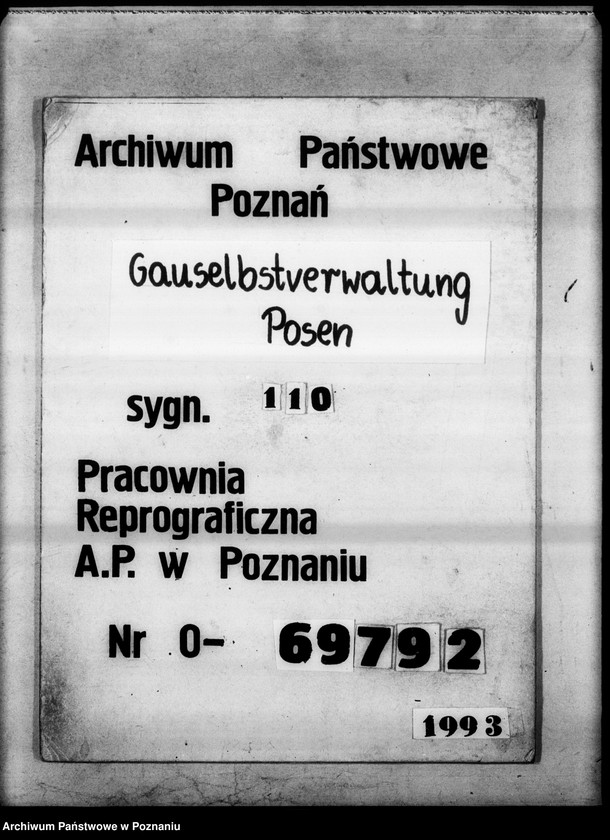 Archiwum Państwowe
Poznań
Gauselbstverwaltung
Posen
sygn. 110
Pracownia
Reprograficzna
A.P. w Poznaniu
Nr 0- 69792
1993
Archiwum Państwowe w Poznaniu